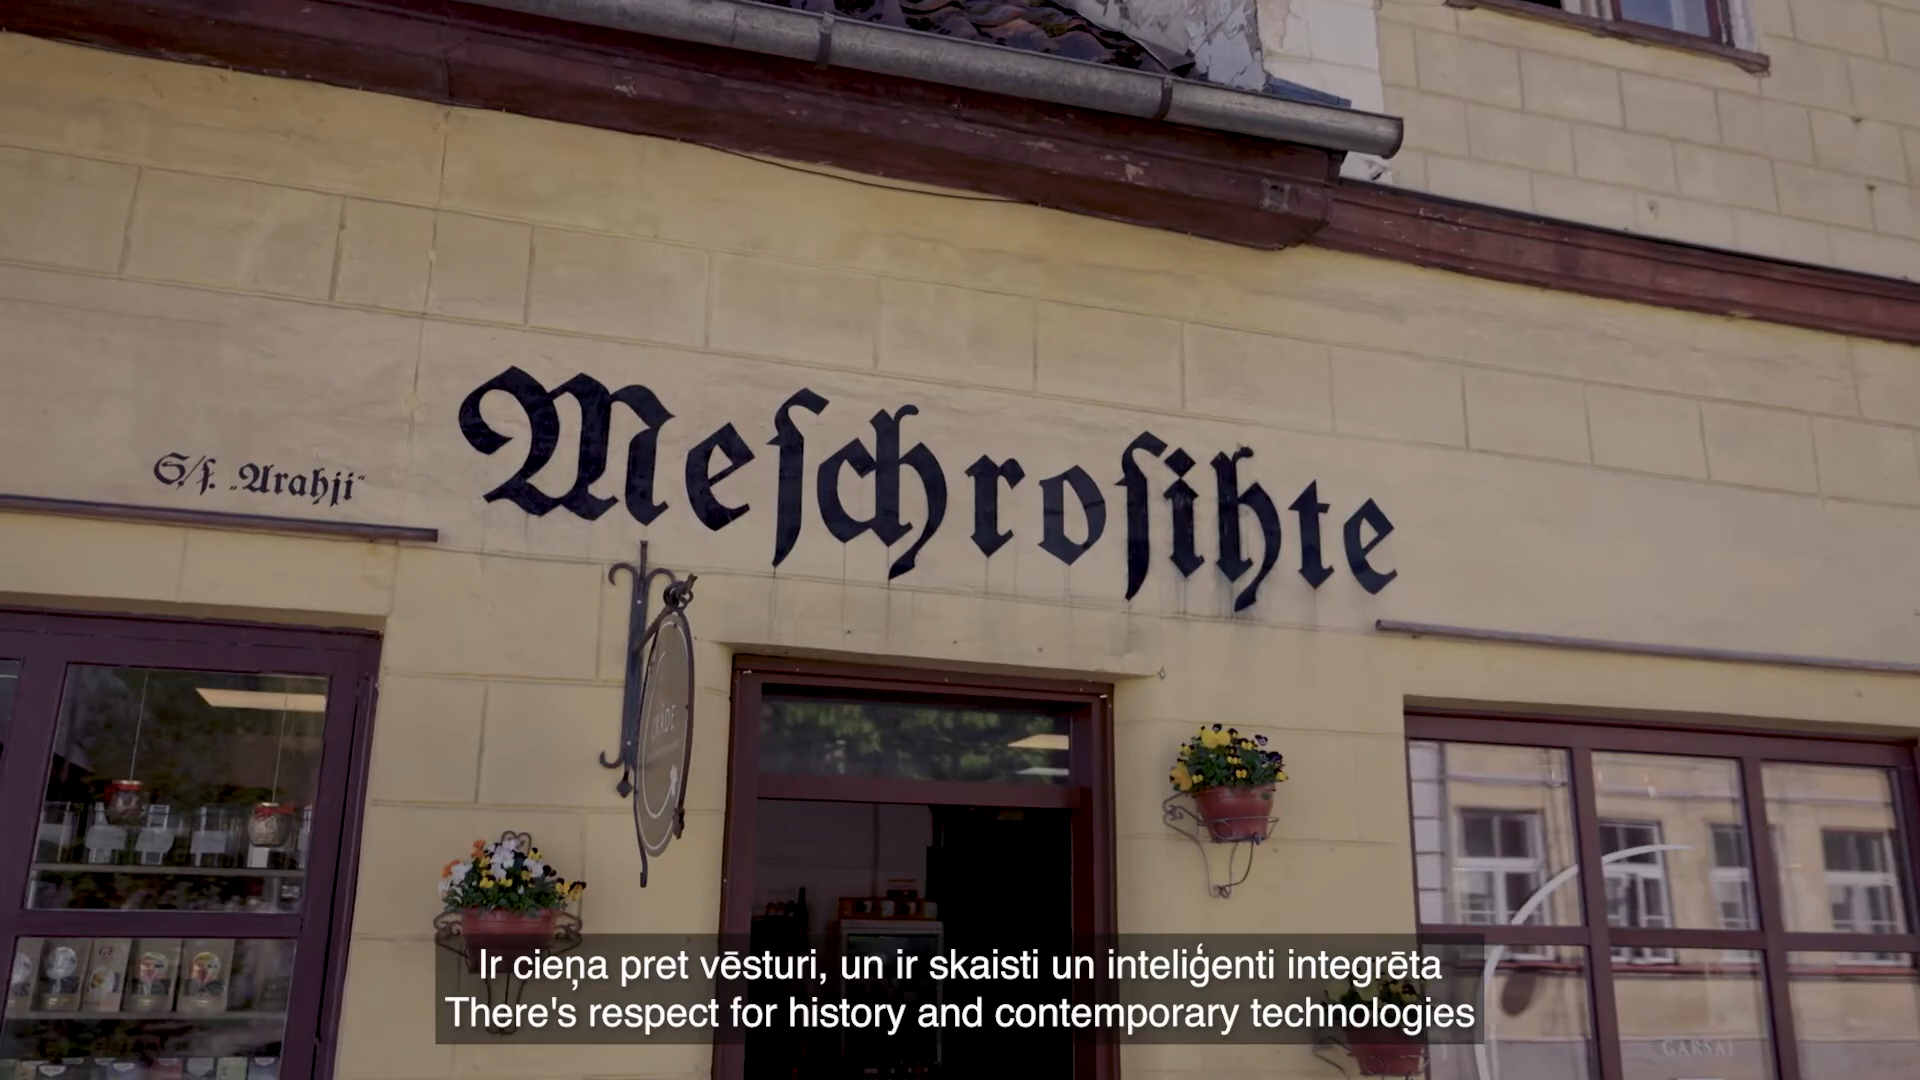 S/ſ. „Arahji"
Meſchroſihte
GARŠAI
Ir cieņa pret vēsturi, un ir skaisti un inteliģenti integrēta
There's respect for history and contemporary technologies